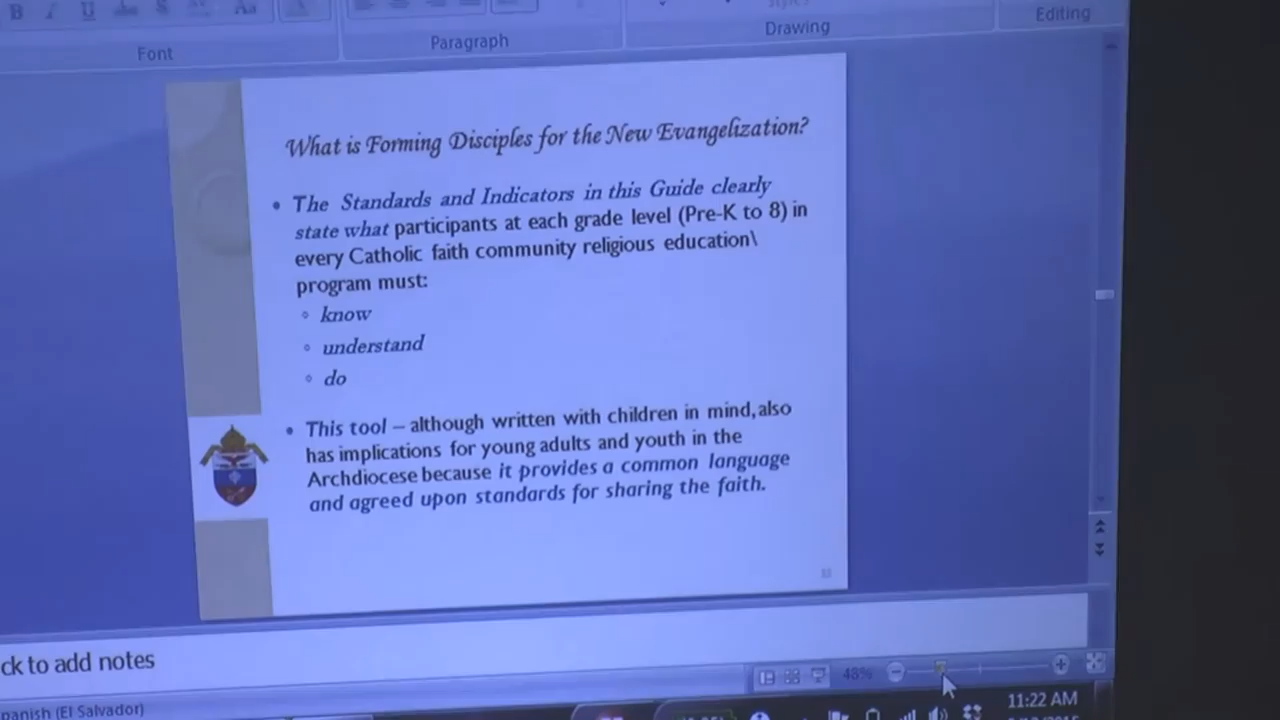 B I U Aa
Font
Paragraph
Drawing
Editing
What is Forming Disciples for the New Evangelization?
• The Standards and Indicators in this Guide clearly
state what participants at each grade level (Pre-K to 8) in
every Catholic faith community religious education\
program must:
know
understand
do
• This tool – although written with children in mind, also
has implications for young adults and youth in the
Archdiocese because it provides a common language
and agreed upon standards for sharing the faith.
ck to add notes
48%
panish (El Salvador)
11:22 AM